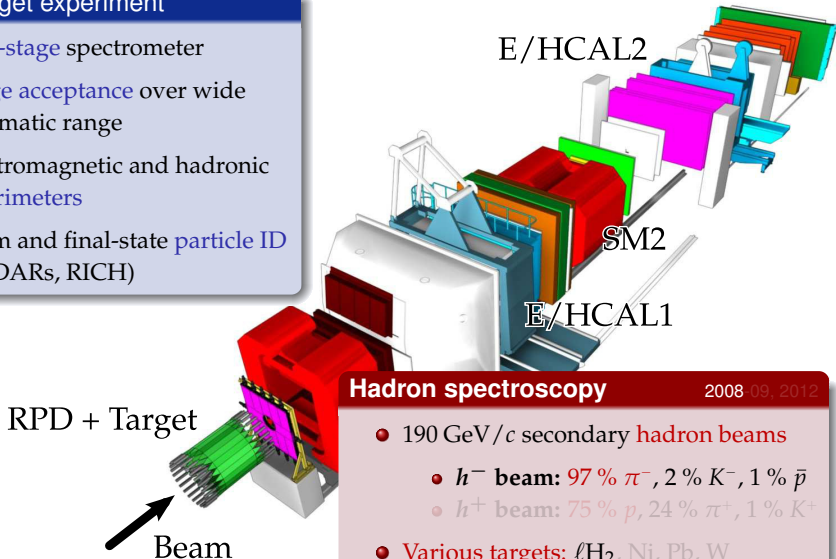 get experiment
-stage spectrometer
e acceptance over wide
matic range
tromagnetic and hadronic
rimeters
m and final-state particle ID
DARs, RICH)
E/HCAL2
SM2
E/HCAL1
RPD + Target
Beam
Hadron spectroscopy 2008-09, 2012
190 GeV/c secondary hadron beams
h⁻ beam: 97 % π⁻, 2 % K⁻, 1 % p̄
h⁺ beam: 75 % p, 24 % π⁺, 1 % K⁺
Various targets: ℓH₂, Ni, Pb, W